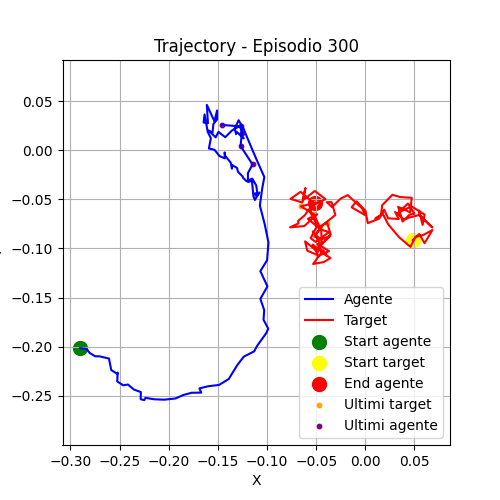 Trajectory - Episodio 300
0.05
0.00
−0.05
−0.10
−0.15
−0.20
−0.25
Agente
Target
Start agente
Start target
End agente
Ultimi target
Ultimi agente
−0.30 −0.25 −0.20 −0.15 −0.10 −0.05 0.00 0.05
X